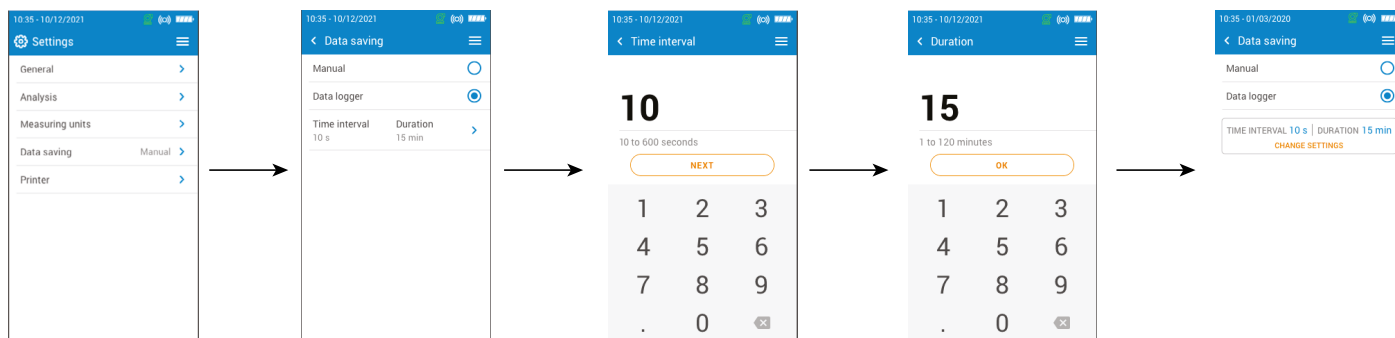 10:35 - 10/12/2021
Settings
General
Analysis
Measuring units
Data saving Manual
Printer
10:35 - 10/12/2021
Data saving
Manual
Data logger
Time interval Duration
10 s 15 min
10:35 - 10/12/2021
Time interval
10
10 to 600 seconds
NEXT
1 2 3
4 5 6
7 8 9
. 0
10:35 - 10/12/2021
Duration
15
1 to 120 minutes
OK
1 2 3
4 5 6
7 8 9
. 0
10:35 - 01/03/2020
Data saving
Manual
Data logger
TIME INTERVAL 10 s | DURATION 15 min
CHANGE SETTINGS